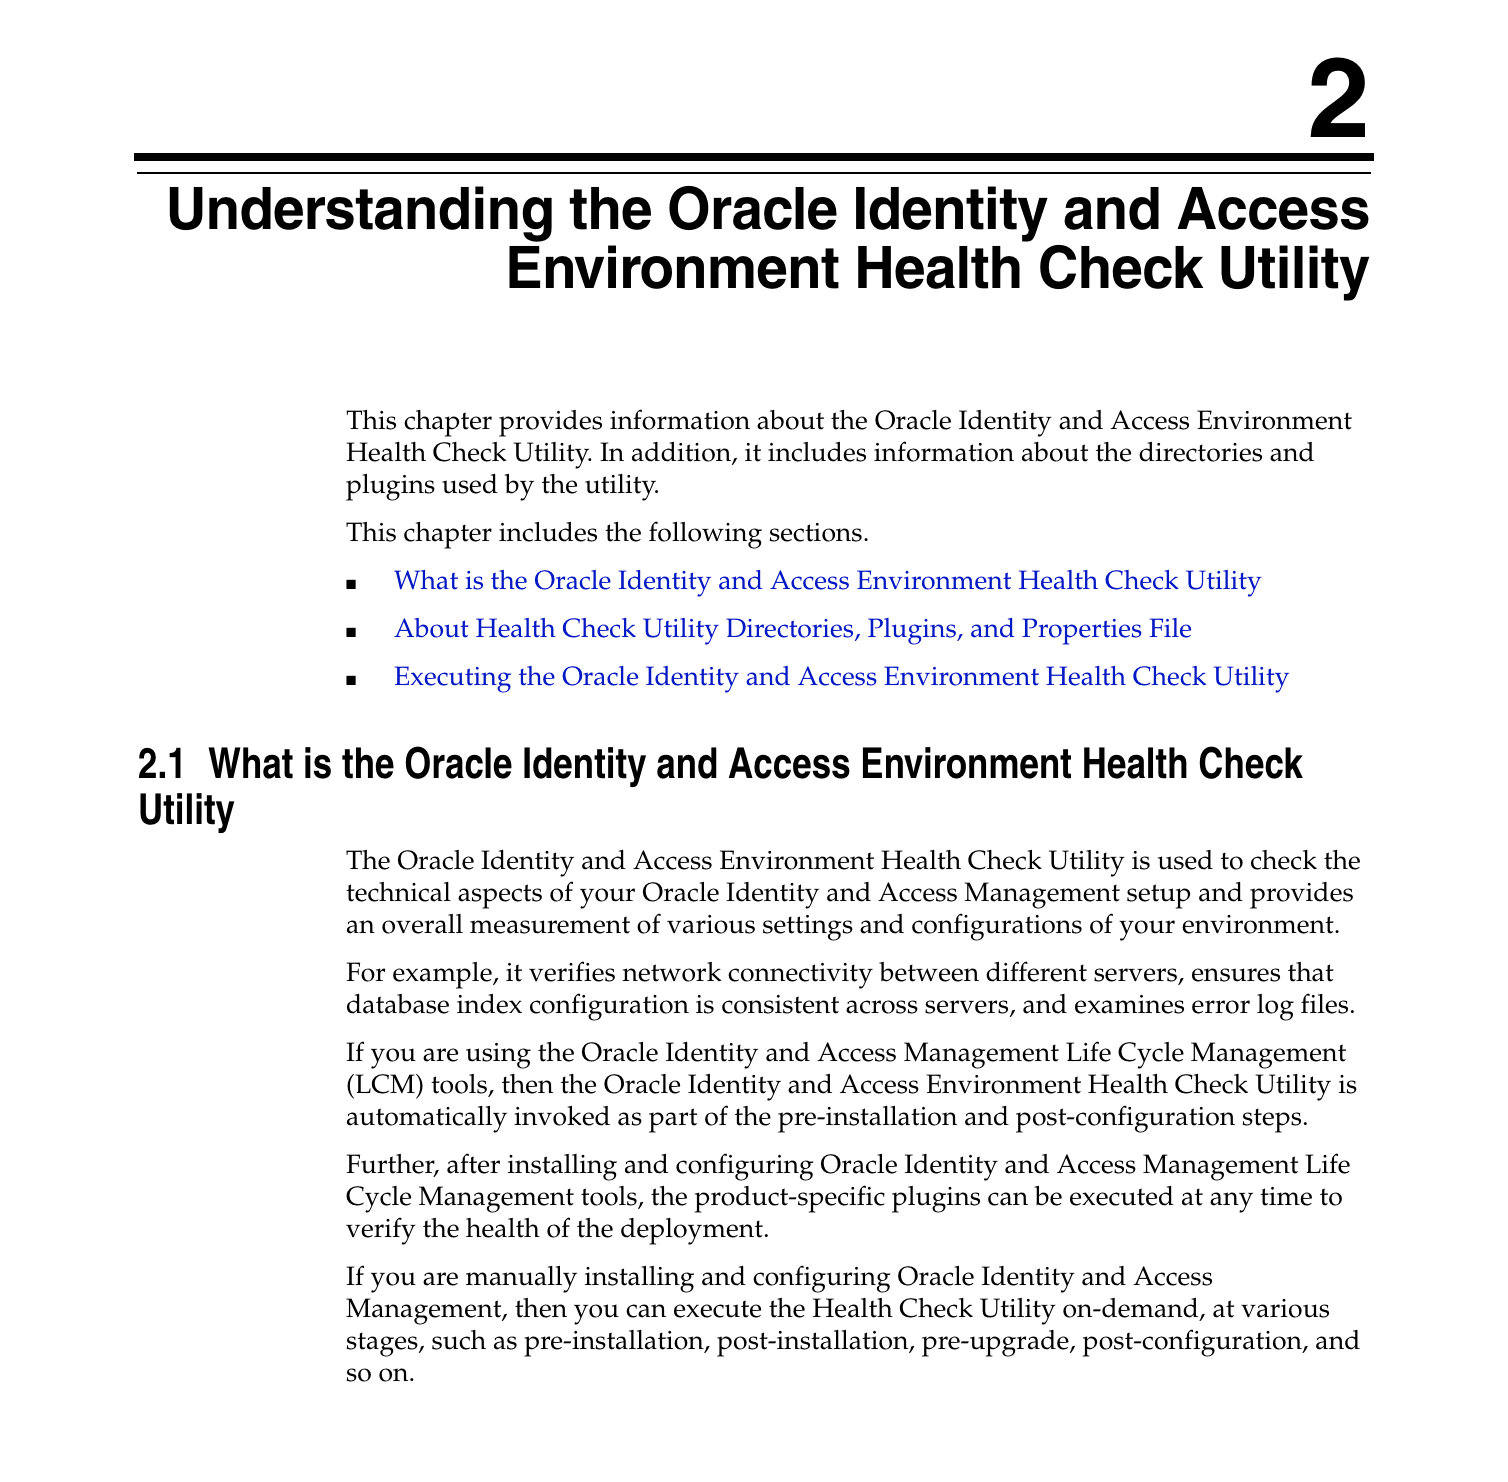 2
Understanding the Oracle Identity and Access
Environment Health Check Utility
This chapter provides information about the Oracle Identity and Access Environment
Health Check Utility. In addition, it includes information about the directories and
plugins used by the utility.
This chapter includes the following sections.
■ What is the Oracle Identity and Access Environment Health Check Utility
■ About Health Check Utility Directories, Plugins, and Properties File
■ Executing the Oracle Identity and Access Environment Health Check Utility
2.1 What is the Oracle Identity and Access Environment Health Check
Utility
The Oracle Identity and Access Environment Health Check Utility is used to check the
technical aspects of your Oracle Identity and Access Management setup and provides
an overall measurement of various settings and configurations of your environment.
For example, it verifies network connectivity between different servers, ensures that
database index configuration is consistent across servers, and examines error log files.
If you are using the Oracle Identity and Access Management Life Cycle Management
(LCM) tools, then the Oracle Identity and Access Environment Health Check Utility is
automatically invoked as part of the pre-installation and post-configuration steps.
Further, after installing and configuring Oracle Identity and Access Management Life
Cycle Management tools, the product-specific plugins can be executed at any time to
verify the health of the deployment.
If you are manually installing and configuring Oracle Identity and Access
Management, then you can execute the Health Check Utility on-demand, at various
stages, such as pre-installation, post-installation, pre-upgrade, post-configuration, and
so on.